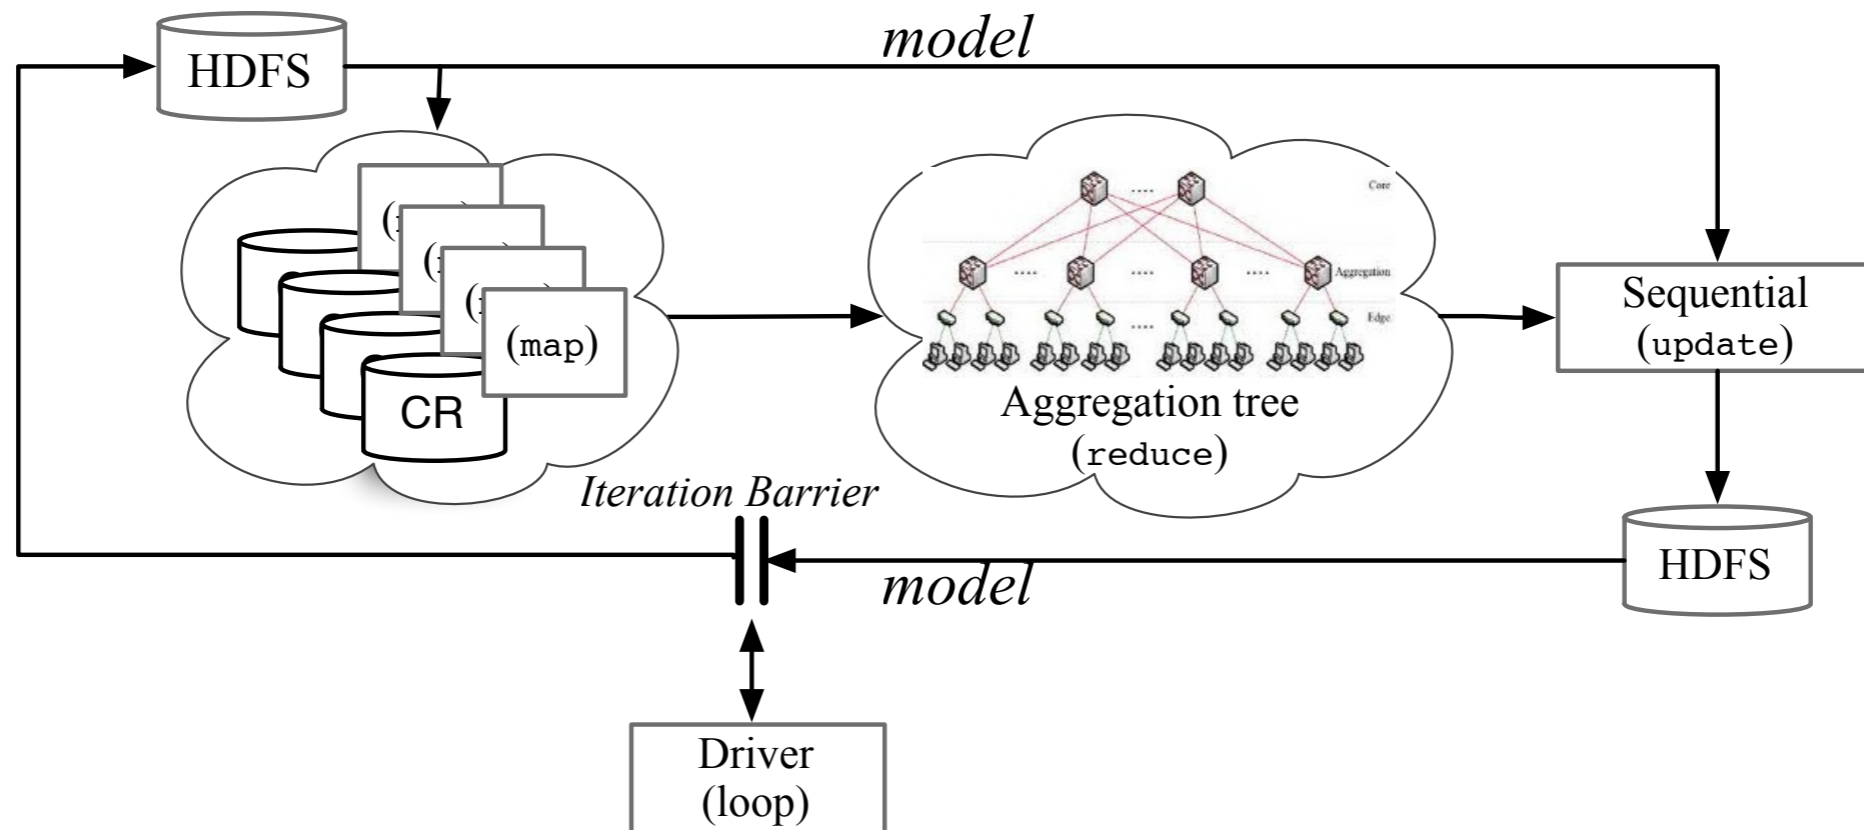 model
HDFS
Core
Aggregation
Edge
(map)
CR
Aggregation tree
(reduce)
Sequential
(update)
Iteration Barrier
model
HDFS
Driver
(loop)